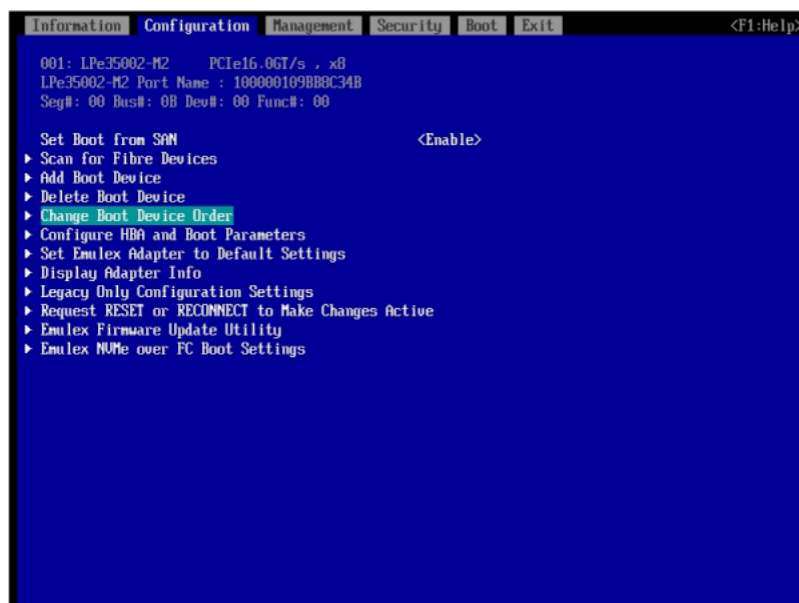 Information Configuration Management Security Boot Exit <F1:Help>
001: LPe35002-M2 PCIe16.0GT/s , x8
LPe35002-M2 Port Name : 100000109BB8C34B
Seg#: 00 Bus#: 0B Dev#: 00 Func#: 00
Set Boot from SAN <Enable>
Scan for Fibre Devices
Add Boot Device
Delete Boot Device
Change Boot Device Order
Configure HBA and Boot Parameters
Set Emulex Adapter to Default Settings
Display Adapter Info
Legacy Only Configuration Settings
Request RESET or RECONNECT to Make Changes Active
Emulex Firmware Update Utility
Emulex NVMe over FC Boot Settings